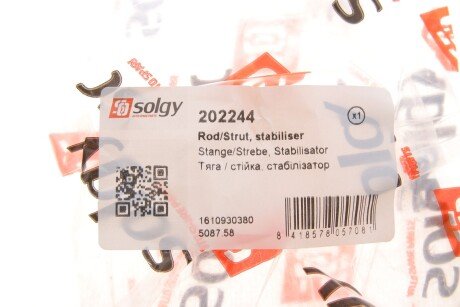 solgy
202244
x1
Rod/Strut, stabiliser
Stange/Strebe, Stabilisator
Тяга / стійка, стабілізатор
1610930380
5087.58
8 418578 057081